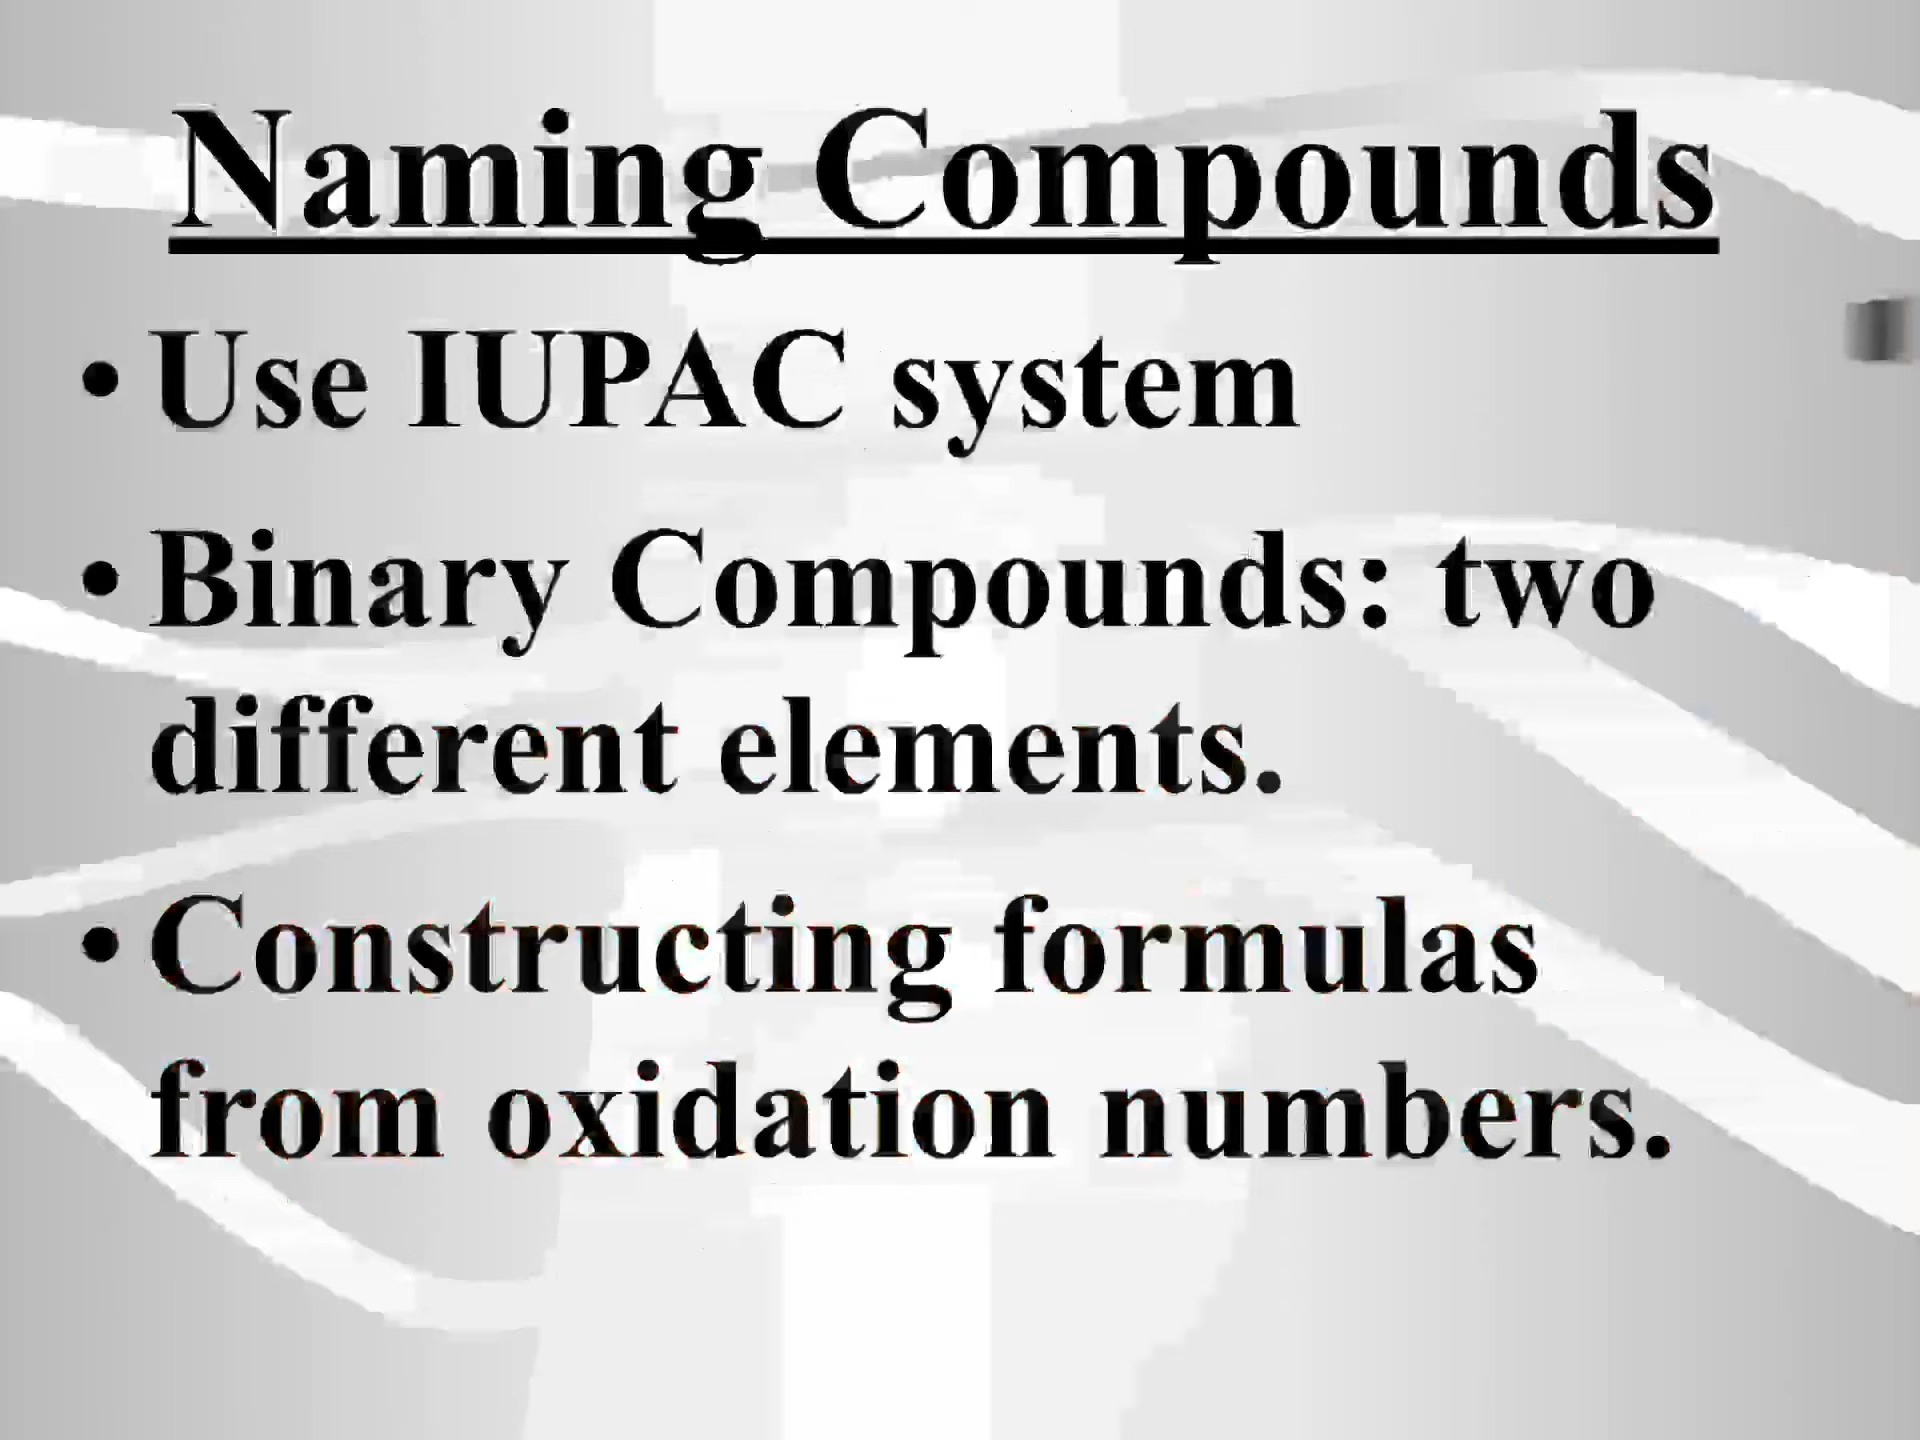 Naming Compounds
• Use IUPAC system
• Binary Compounds: two
different elements.
• Constructing formulas
from oxidation numbers.